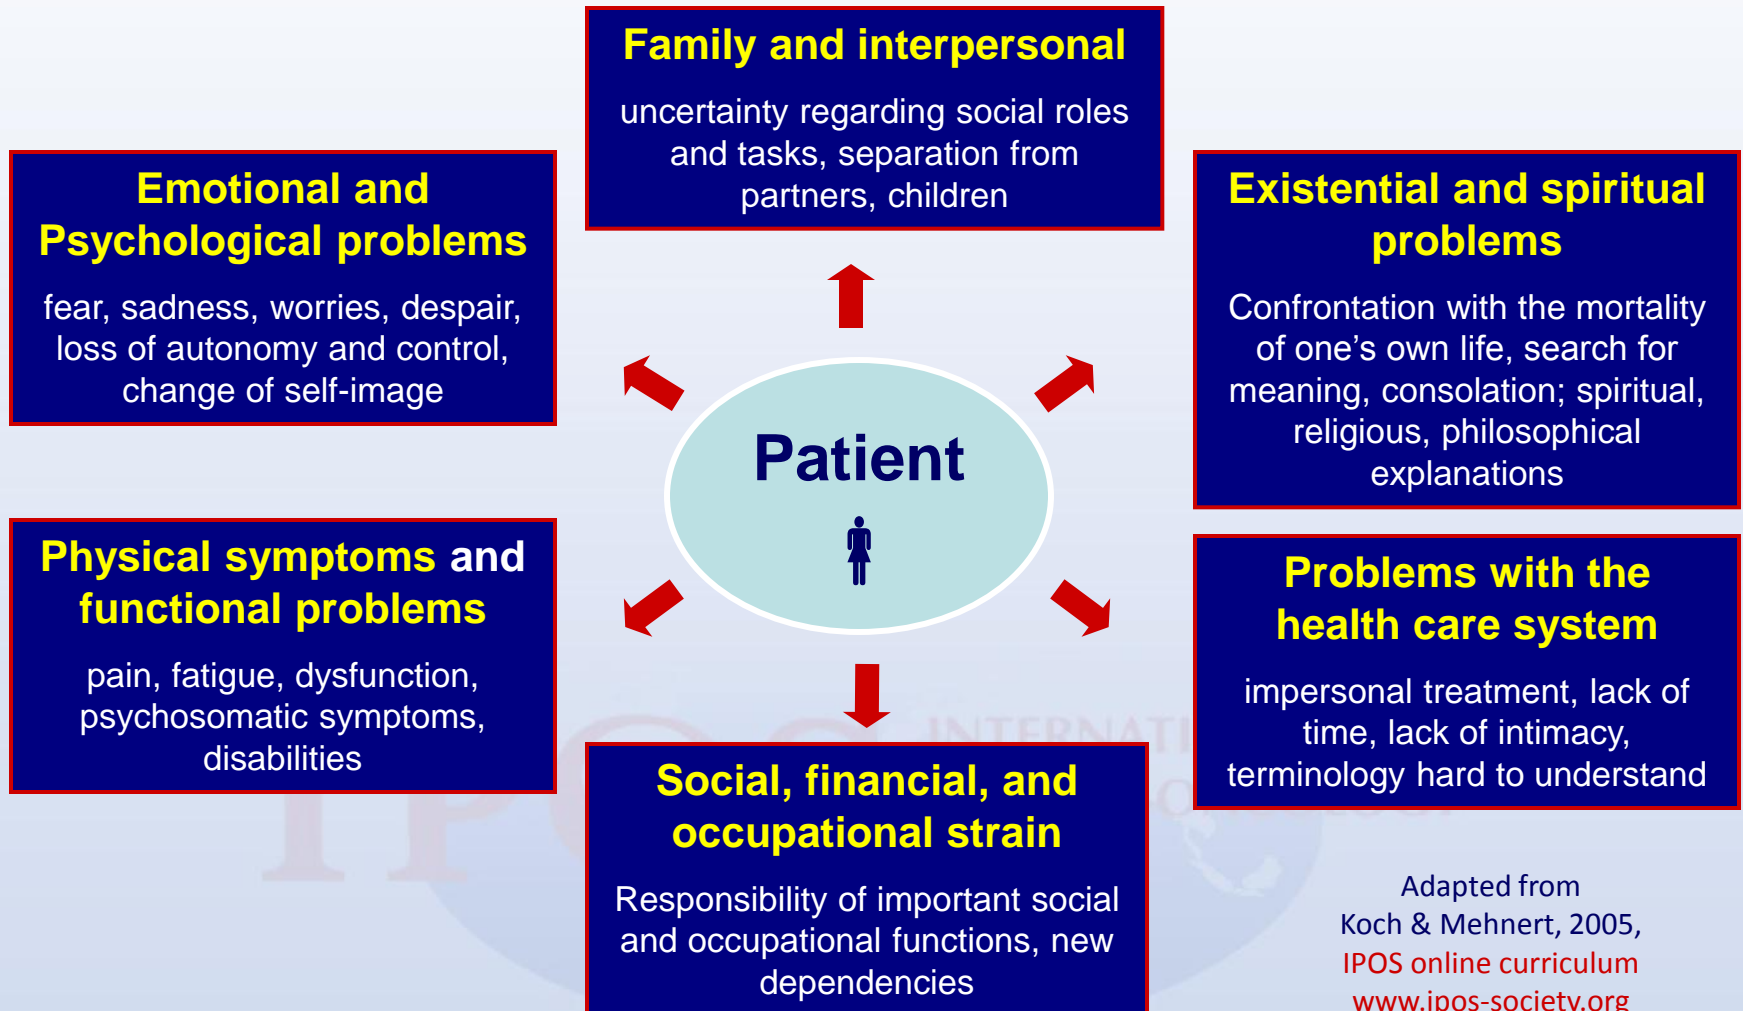 Family and interpersonal
uncertainty regarding social roles
and tasks, separation from
partners, children
Emotional and
Psychological problems
fear, sadness, worries, despair,
loss of autonomy and control,
change of self-image
Existential and spiritual
problems
Confrontation with the mortality
of one's own life, search for
meaning, consolation; spiritual,
religious, philosophical
explanations
Patient
Physical symptoms and
functional problems
pain, fatigue, dysfunction,
psychosomatic symptoms,
disabilities
Problems with the
health care system
impersonal treatment, lack of
time, lack of intimacy,
terminology hard to understand
Social, financial, and
occupational strain
Responsibility of important social
and occupational functions, new
dependencies
Adapted from
Koch & Mehnert, 2005,
IPOS online curriculum
www.ipos-society.org